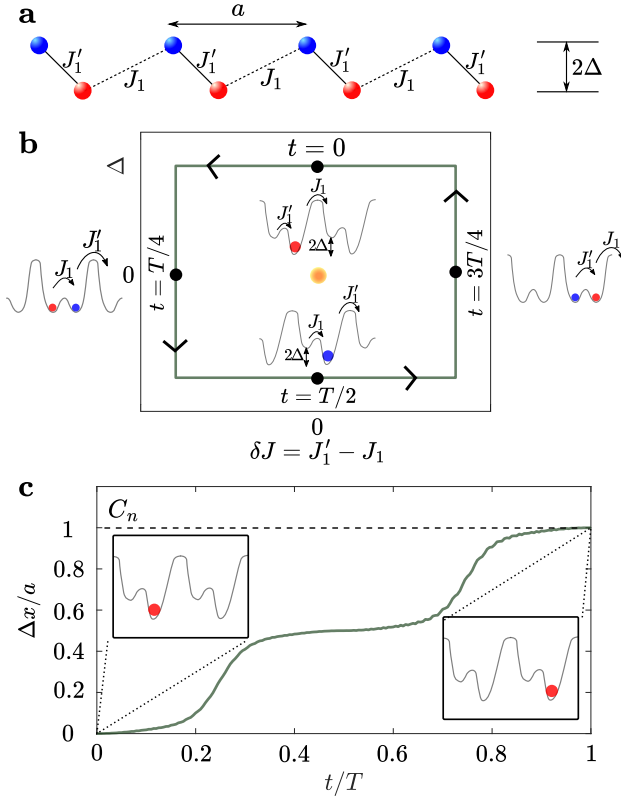 a
a
J₁′ J₁ J₁′ J₁ J₁′ J₁ J₁′
2Δ
b
Δ
t = 0
J₁′ J₁
2Δ
J₁ J₁′
t = T/4
0
t = 3T/4
J₁′ J₁
J₁ J₁′
2Δ
t = T/2
0
δJ = J₁′ − J₁
c
Cₙ
1
0.8
0.6
0.4
0.2
0
Δx/a
0 0.2 0.4 0.6 0.8 1
t/T